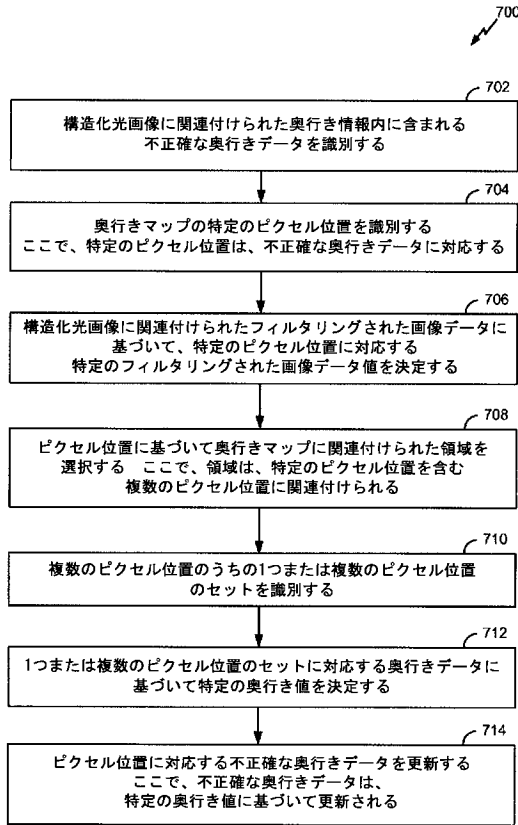 700
702
構造化光画像に関連付けられた奥行き情報内に含まれる
不正確な奥行きデータを識別する
704
奥行きマップの特定のピクセル位置を識別する
ここで、特定のピクセル位置は、不正確な奥行きデータに対応する
706
構造化光画像に関連付けられたフィルタリングされた画像データに
基づいて、特定のピクセル位置に対応する
特定のフィルタリングされた画像データ値を決定する
708
ピクセル位置に基づいて奥行きマップに関連付けられた領域を
選択する ここで、領域は、特定のピクセル位置を含む
複数のピクセル位置に関連付けられる
710
複数のピクセル位置のうちの1つまたは複数のピクセル位置
のセットを識別する
712
1つまたは複数のピクセル位置のセットに対応する奥行きデータに
基づいて特定の奥行き値を決定する
714
ピクセル位置に対応する不正確な奥行きデータを更新する
ここで、不正確な奥行きデータは、
特定の奥行き値に基づいて更新される